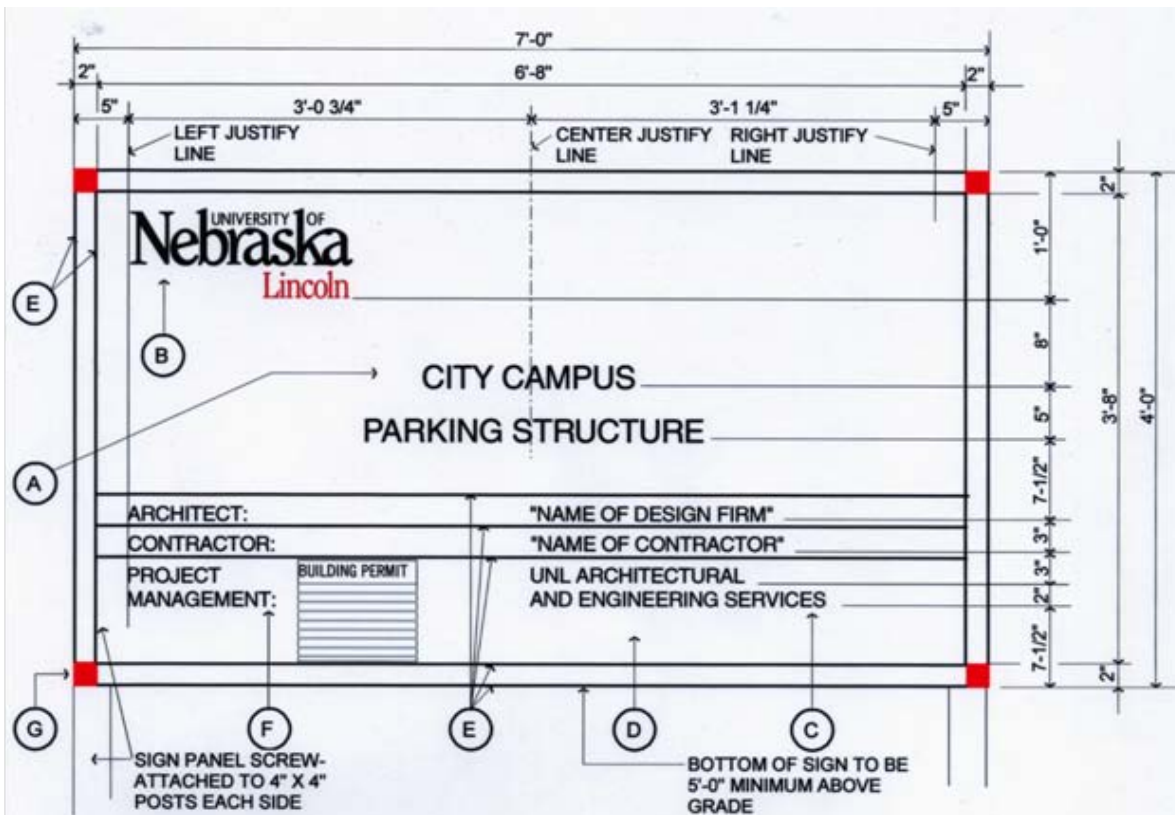 7'-0"
2" 6'-8" 2"
5" 3'-0 3/4" 3'-1 1/4" 5"
LEFT JUSTIFY
LINE
CENTER JUSTIFY
LINE
RIGHT JUSTIFY
LINE
2"
UNIVERSITY OF
Nebraska
Lincoln
1'-0"
E
B
8"
CITY CAMPUS
5"
3'-8"
4'-0"
PARKING STRUCTURE
A
7-1/2"
ARCHITECT: "NAME OF DESIGN FIRM"
3"
CONTRACTOR: "NAME OF CONTRACTOR"
3"
PROJECT
MANAGEMENT:
BUILDING PERMIT
UNL ARCHITECTURAL
AND ENGINEERING SERVICES
2"
7-1/2"
2"
G F E D C
SIGN PANEL SCREW-
ATTACHED TO 4" X 4"
POSTS EACH SIDE
BOTTOM OF SIGN TO BE
5'-0" MINIMUM ABOVE
GRADE